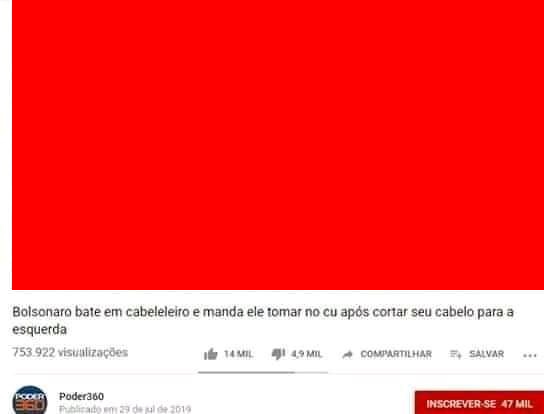 Bolsonaro bate em cabeleleiro e manda ele tomar no cu após cortar seu cabelo para a
esquerda
753.922 visualizações
14 MIL
4,9 MIL
COMPARTILHAR
SALVAR
PODER
360
Poder360
Publicado em 29 de jul de 2019
INSCREVER-SE 47 MIL